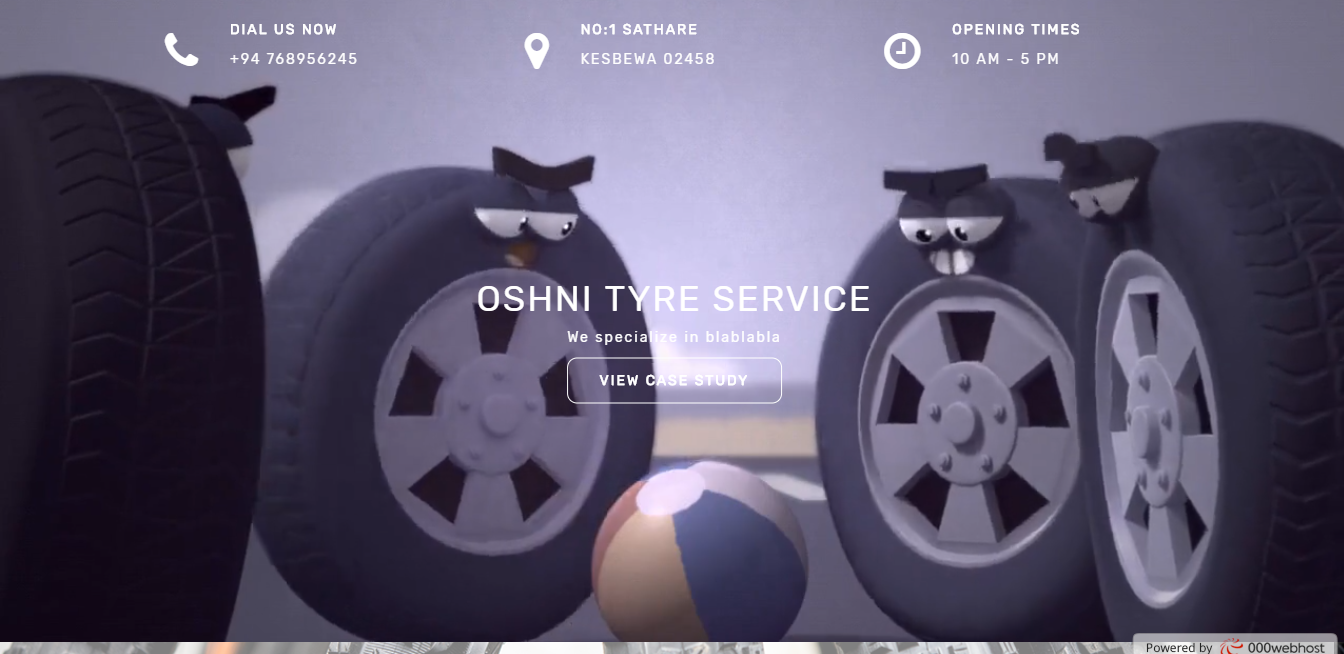 DIAL US NOW
+94 768956245
NO:1 SATHARE
KESBEWA 02458
OPENING TIMES
10 AM - 5 PM
OSHNI TYRE SERVICE
We specialize in blablabla
VIEW CASE STUDY
Powered by 000webhost